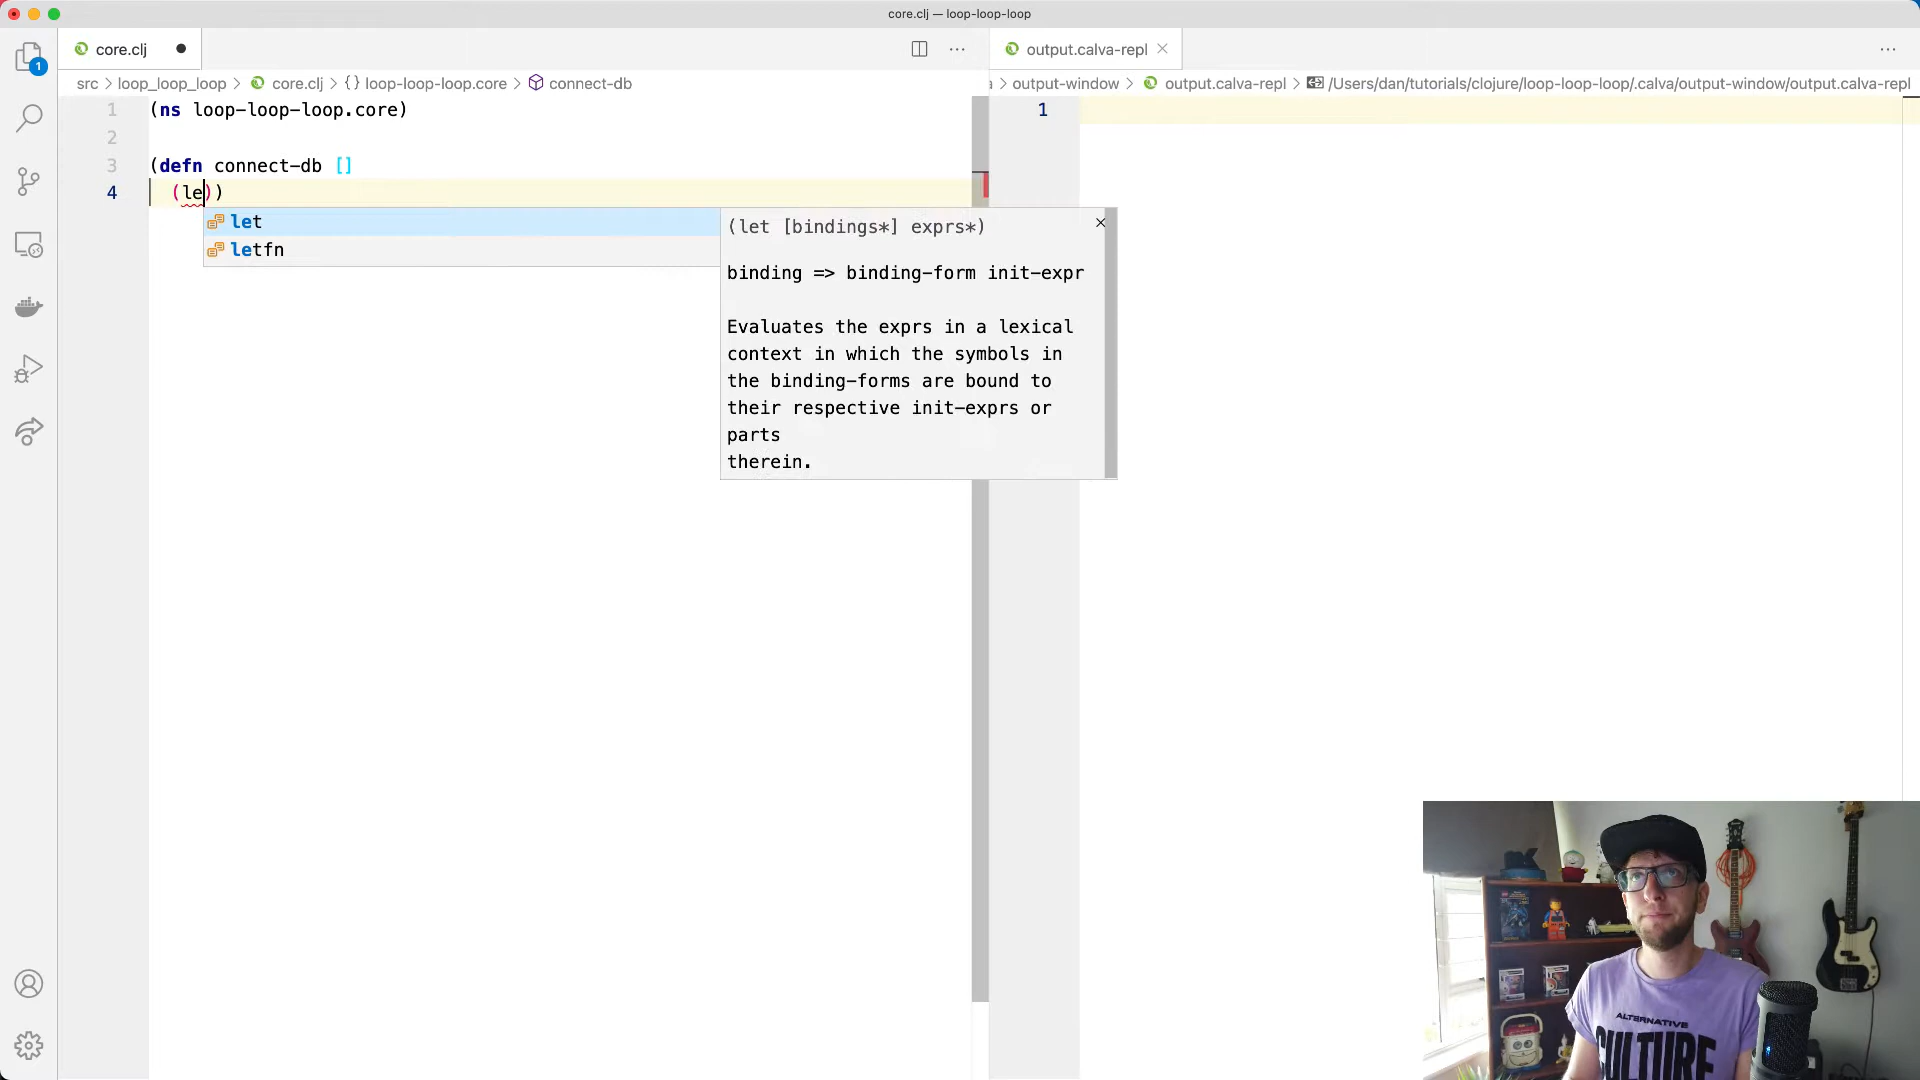 core.clj — loop-loop-loop
core.clj
output.calva-repl
src > loop_loop_loop > core.clj > {} loop-loop-loop.core > connect-db
> output-window > output.calva-repl > /Users/dan/tutorials/clojure/loop-loop-loop/.calva/output-window/output.calva-repl
1
1 (ns loop-loop-loop.core)
2
3 (defn connect-db []
4 (le))
let
letfn
(let [bindings*] exprs*)
binding => binding-form init-expr
Evaluates the exprs in a lexical
context in which the symbols in
the binding-forms are bound to
their respective init-exprs or
parts
therein.
1
ALTERNATIVE
CULTURE